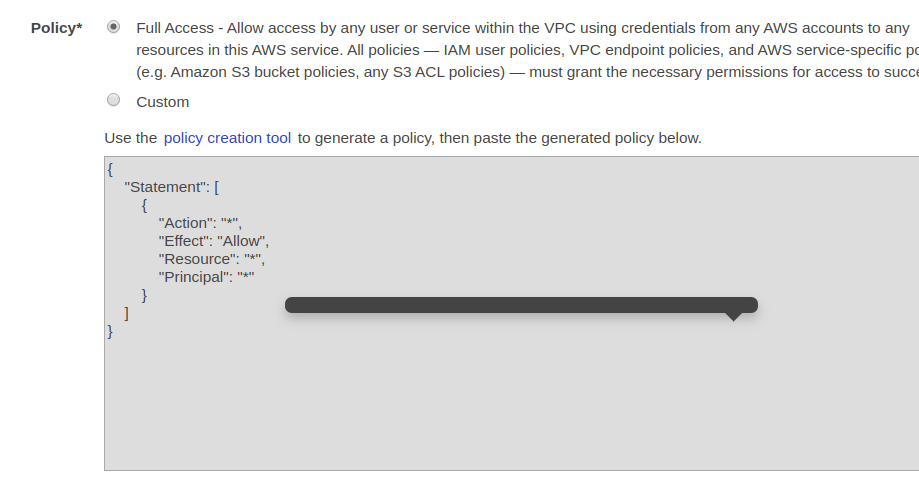 Policy* Full Access - Allow access by any user or service within the VPC using credentials from any AWS accounts to any
resources in this AWS service. All policies — IAM user policies, VPC endpoint policies, and AWS service-specific
(e.g. Amazon S3 bucket policies, any S3 ACL policies) — must grant the necessary permissions for access to
Custom
Use the policy creation tool to generate a policy, then paste the generated policy below.
{
    "Statement": [
        {
            "Action": "*",
            "Effect": "Allow",
            "Resource": "*",
            "Principal": "*"
        }
    ]
}